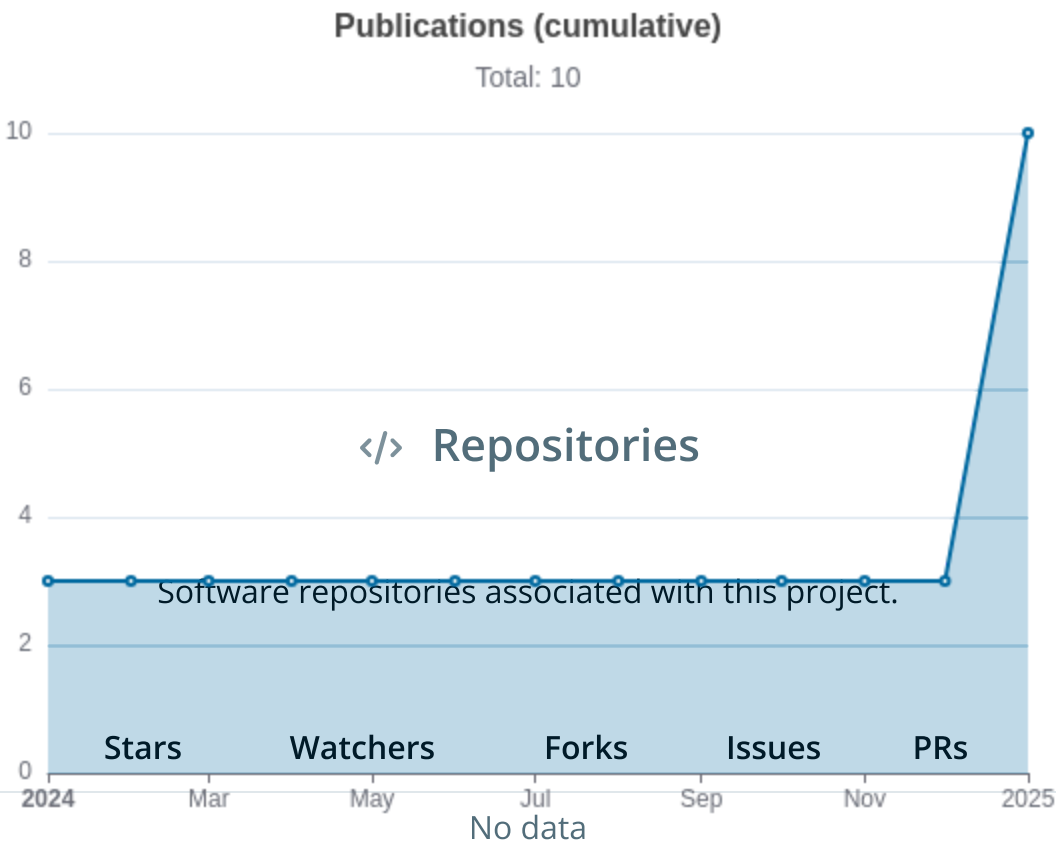 Publications (cumulative)
Total: 10
10
8
6
</> Repositories
4
Software repositories associated with this project.
2
Stars Watchers Forks Issues PRs
0
2024 Mar May Jul Sep Nov 2025
No data